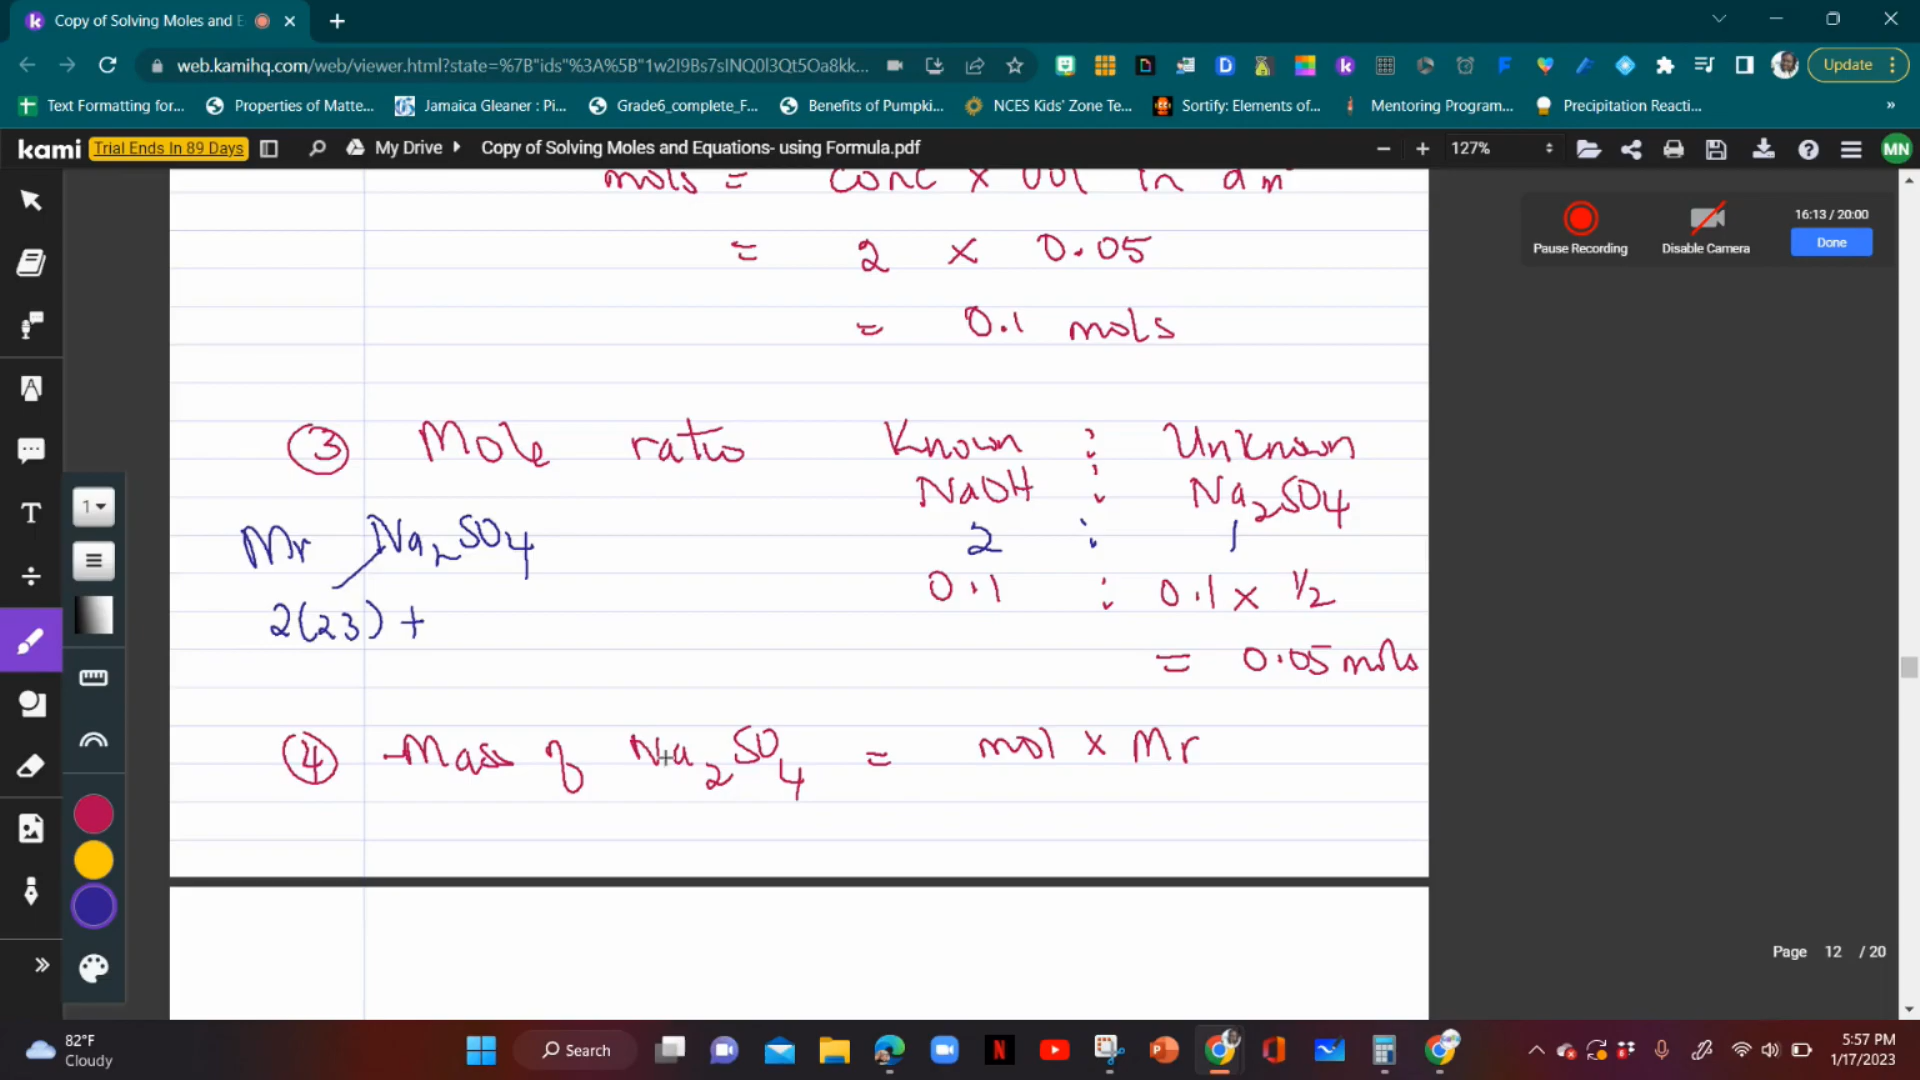 Copy of Solving Moles and E
web.kamihq.com/web/viewer.html?state=%7B"ids"%3A%5B"1w2I9Bs7sINQ0l3Qt5Oa8kk...
Update
Text Formatting for...
Properties of Matte...
Jamaica Gleaner : Pi...
Grade6_complete_F...
Benefits of Pumpki...
NCES Kids' Zone Te...
Sortify: Elements of...
Mentoring Program...
Precipitation Reacti...
»
kami
Trial Ends In 89 Days
My Drive
Copy of Solving Moles and Equations- using Formula.pdf
127%
MN
Pause Recording
Disable Camera
16:13 / 20:00
Done
mols = conc x vol in dm
= 2 x 0.05
= 0.1 mols
③ Mole ratio Known : Unknown
NaOH : Na₂SO₄
Mr Na₂SO₄ 2 : 1
0.1 : 0.1 x 1/2
2(23) +
= 0.05 mols
④ Mass of Na₂SO₄ = mol x Mr
1
T
Page 12 / 20
82°F
Cloudy
Search
5:57 PM
1/17/2023